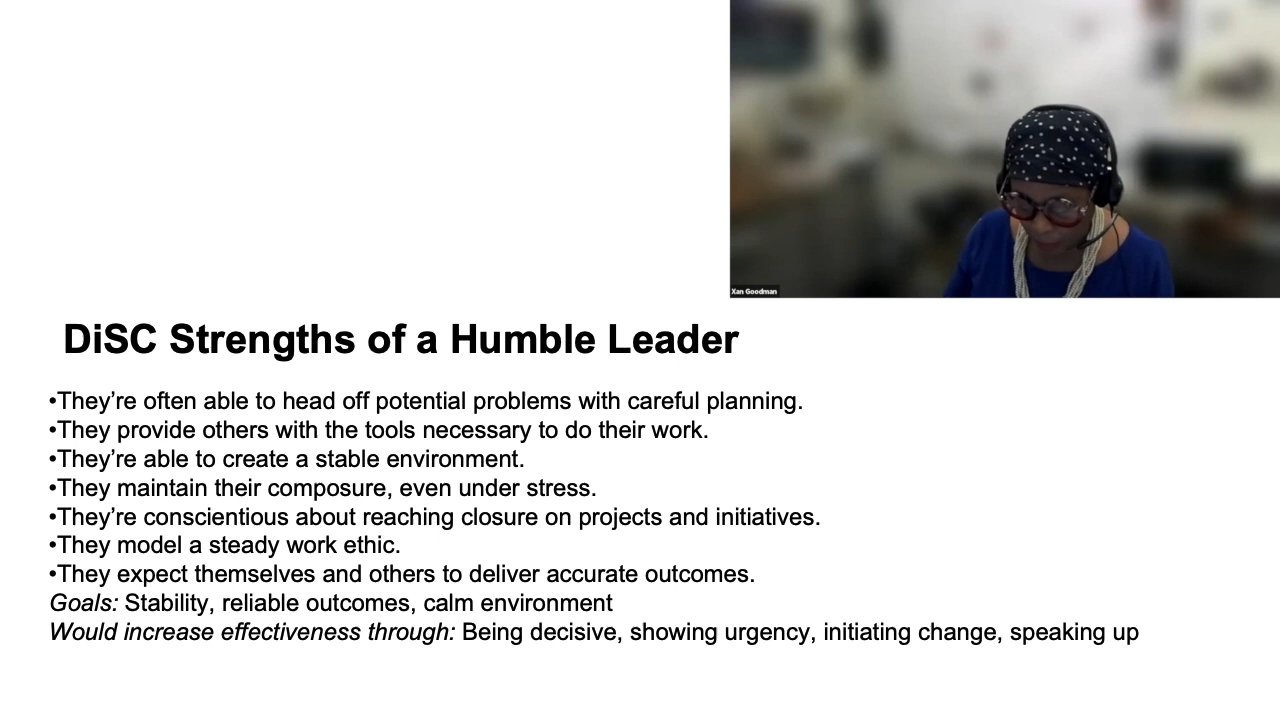 Xan Goodman
DiSC Strengths of a Humble Leader
•They’re often able to head off potential problems with careful planning.
•They provide others with the tools necessary to do their work.
•They’re able to create a stable environment.
•They maintain their composure, even under stress.
•They’re conscientious about reaching closure on projects and initiatives.
•They model a steady work ethic.
•They expect themselves and others to deliver accurate outcomes.
Goals: Stability, reliable outcomes, calm environment
Would increase effectiveness through: Being decisive, showing urgency, initiating change, speaking up